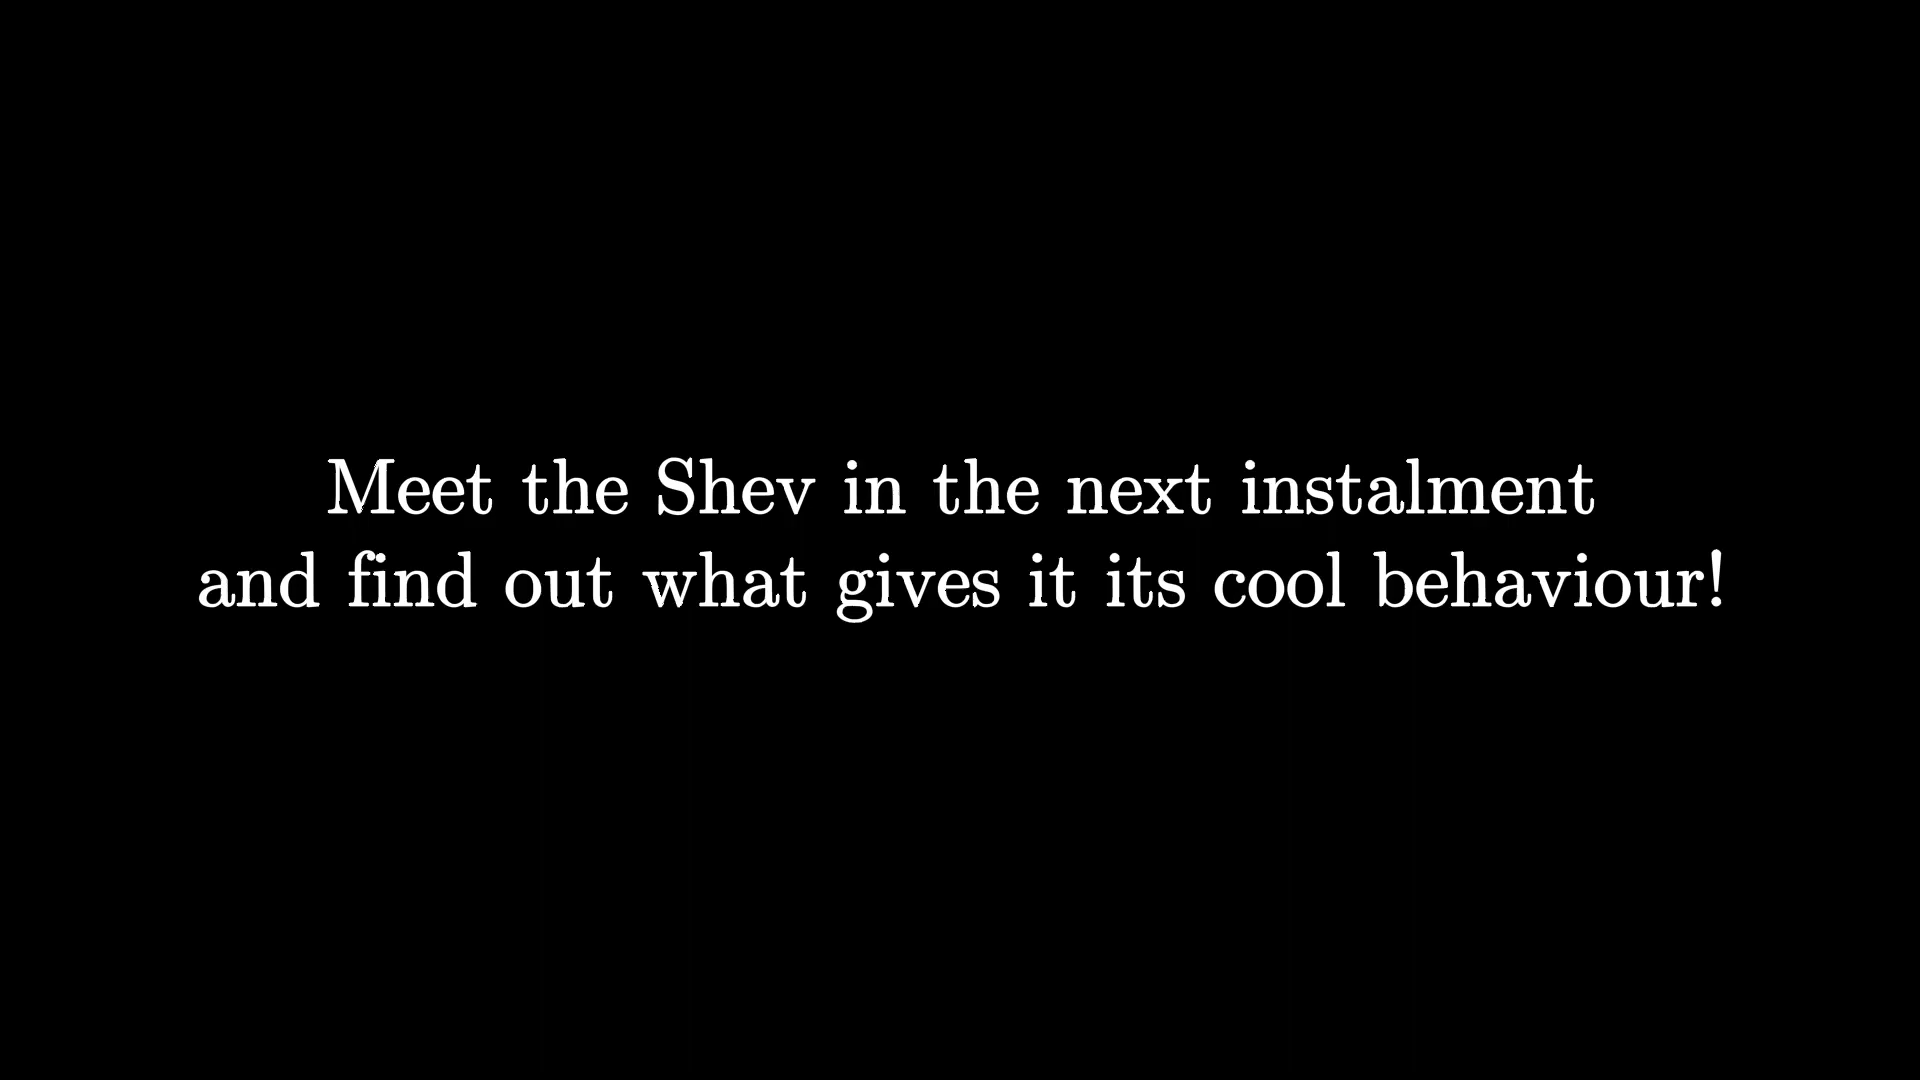 Meet the Shev in the next instalment
and find out what gives it its cool behaviour!